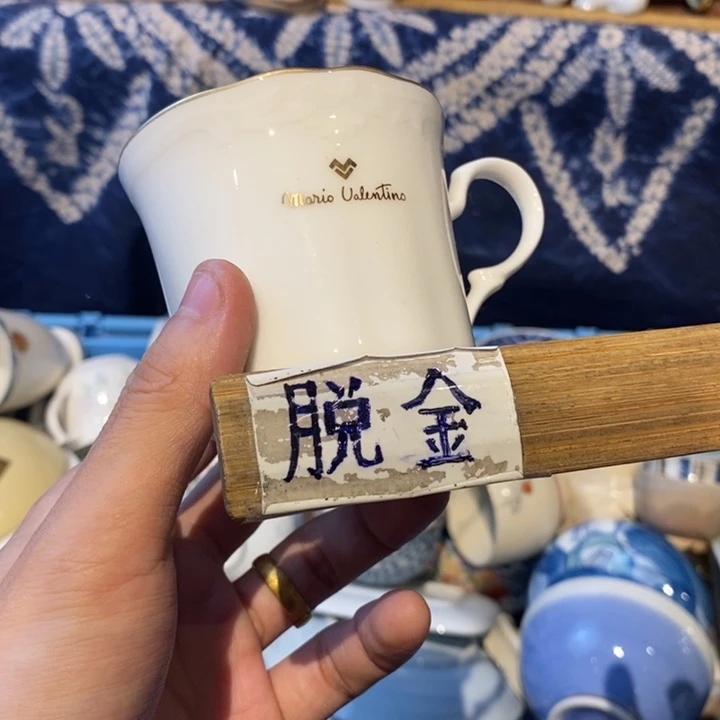 Mario Valentino
脱金